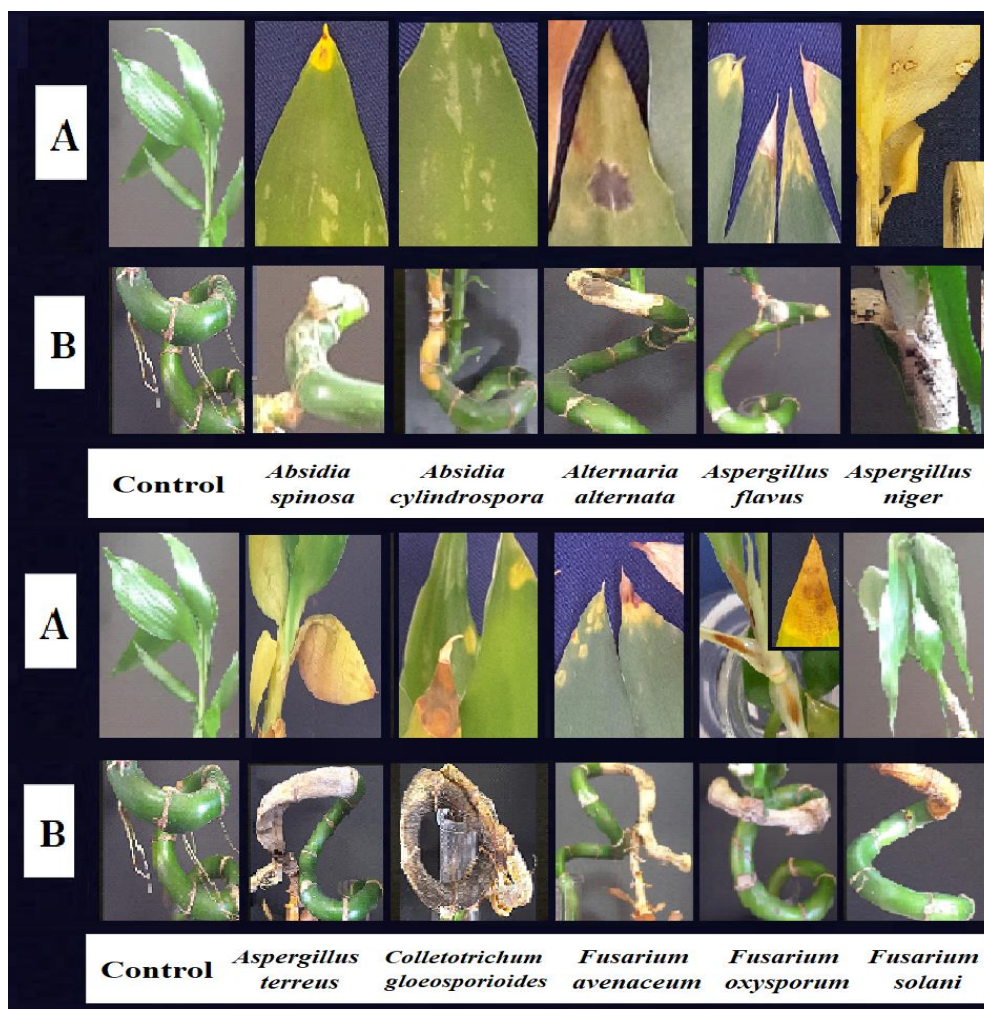 A
B
Control
Absidia spinosa
Absidia cylindrospora
Alternaria alternata
Aspergillus flavus
Aspergillus niger
A
B
Control
Aspergillus terreus
Colletotrichum gloeosporioides
Fusarium avenaceum
Fusarium oxysporum
Fusarium solani